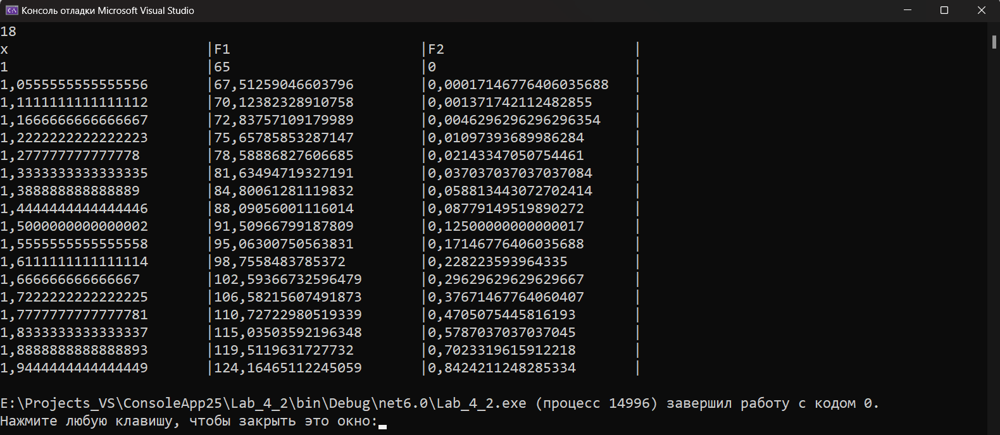 Консоль отладки Microsoft Visual Studio
18
x |F1 |F2 |
1 |65 |0 |
1,0555555555555556 |67,51259046603796 |0,00017146776406035688 |
1,1111111111111112 |70,12382328910758 |0,001371742112482855 |
1,1666666666666667 |72,83757109179989 |0,0046296296296296354 |
1,2222222222222223 |75,65785853287147 |0,01097393689986284 |
1,277777777777778 |78,58886827606685 |0,02143347050754461 |
1,3333333333333335 |81,63494719327191 |0,037037037037037084 |
1,388888888888889 |84,80061281119832 |0,058813443072702414 |
1,4444444444444446 |88,09056001116014 |0,08779149519890272 |
1,5000000000000002 |91,50966799187809 |0,12500000000000017 |
1,5555555555555558 |95,06300750563831 |0,17146776406035688 |
1,6111111111111114 |98,7558483785372 |0,228223593964335 |
1,666666666666667 |102,59366732596479 |0,29629629629629667 |
1,7222222222222225 |106,58215607491873 |0,37671467764060407 |
1,7777777777777781 |110,72722980519339 |0,4705075445816193 |
1,8333333333333337 |115,03503592196348 |0,5787037037037045 |
1,8888888888888893 |119,5119631727732 |0,7023319615912218 |
1,9444444444444449 |124,16465112245059 |0,8424211248285334 |
E:\Projects_VS\ConsoleApp25\Lab_4_2\bin\Debug\net6.0\Lab_4_2.exe (процесс 14996) завершил работу с кодом 0.
Нажмите любую клавишу, чтобы закрыть это окно: